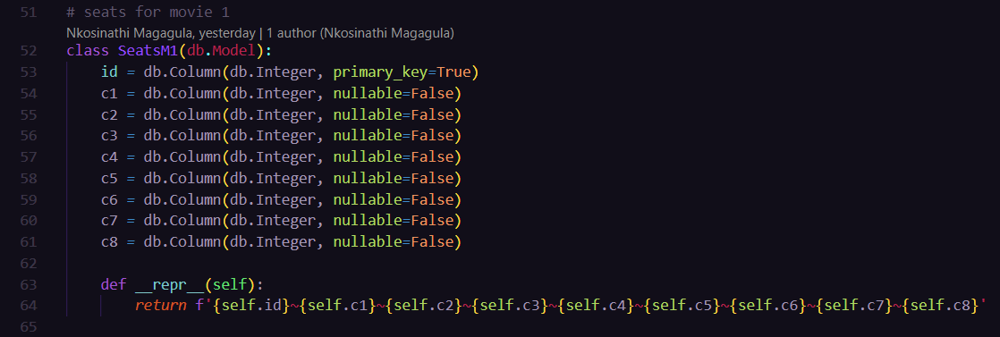 51 # seats for movie 1
Nkosinathi Magagula, yesterday | 1 author (Nkosinathi Magagula)
52 class SeatsM1(db.Model):
53     id = db.Column(db.Integer, primary_key=True)
54     c1 = db.Column(db.Integer, nullable=False)
55     c2 = db.Column(db.Integer, nullable=False)
56     c3 = db.Column(db.Integer, nullable=False)
57     c4 = db.Column(db.Integer, nullable=False)
58     c5 = db.Column(db.Integer, nullable=False)
59     c6 = db.Column(db.Integer, nullable=False)
60     c7 = db.Column(db.Integer, nullable=False)
61     c8 = db.Column(db.Integer, nullable=False)
62
63     def __repr__(self):
64         return f'{self.id}~{self.c1}~{self.c2}~{self.c3}~{self.c4}~{self.c5}~{self.c6}~{self.c7}~{self.c8}'
65